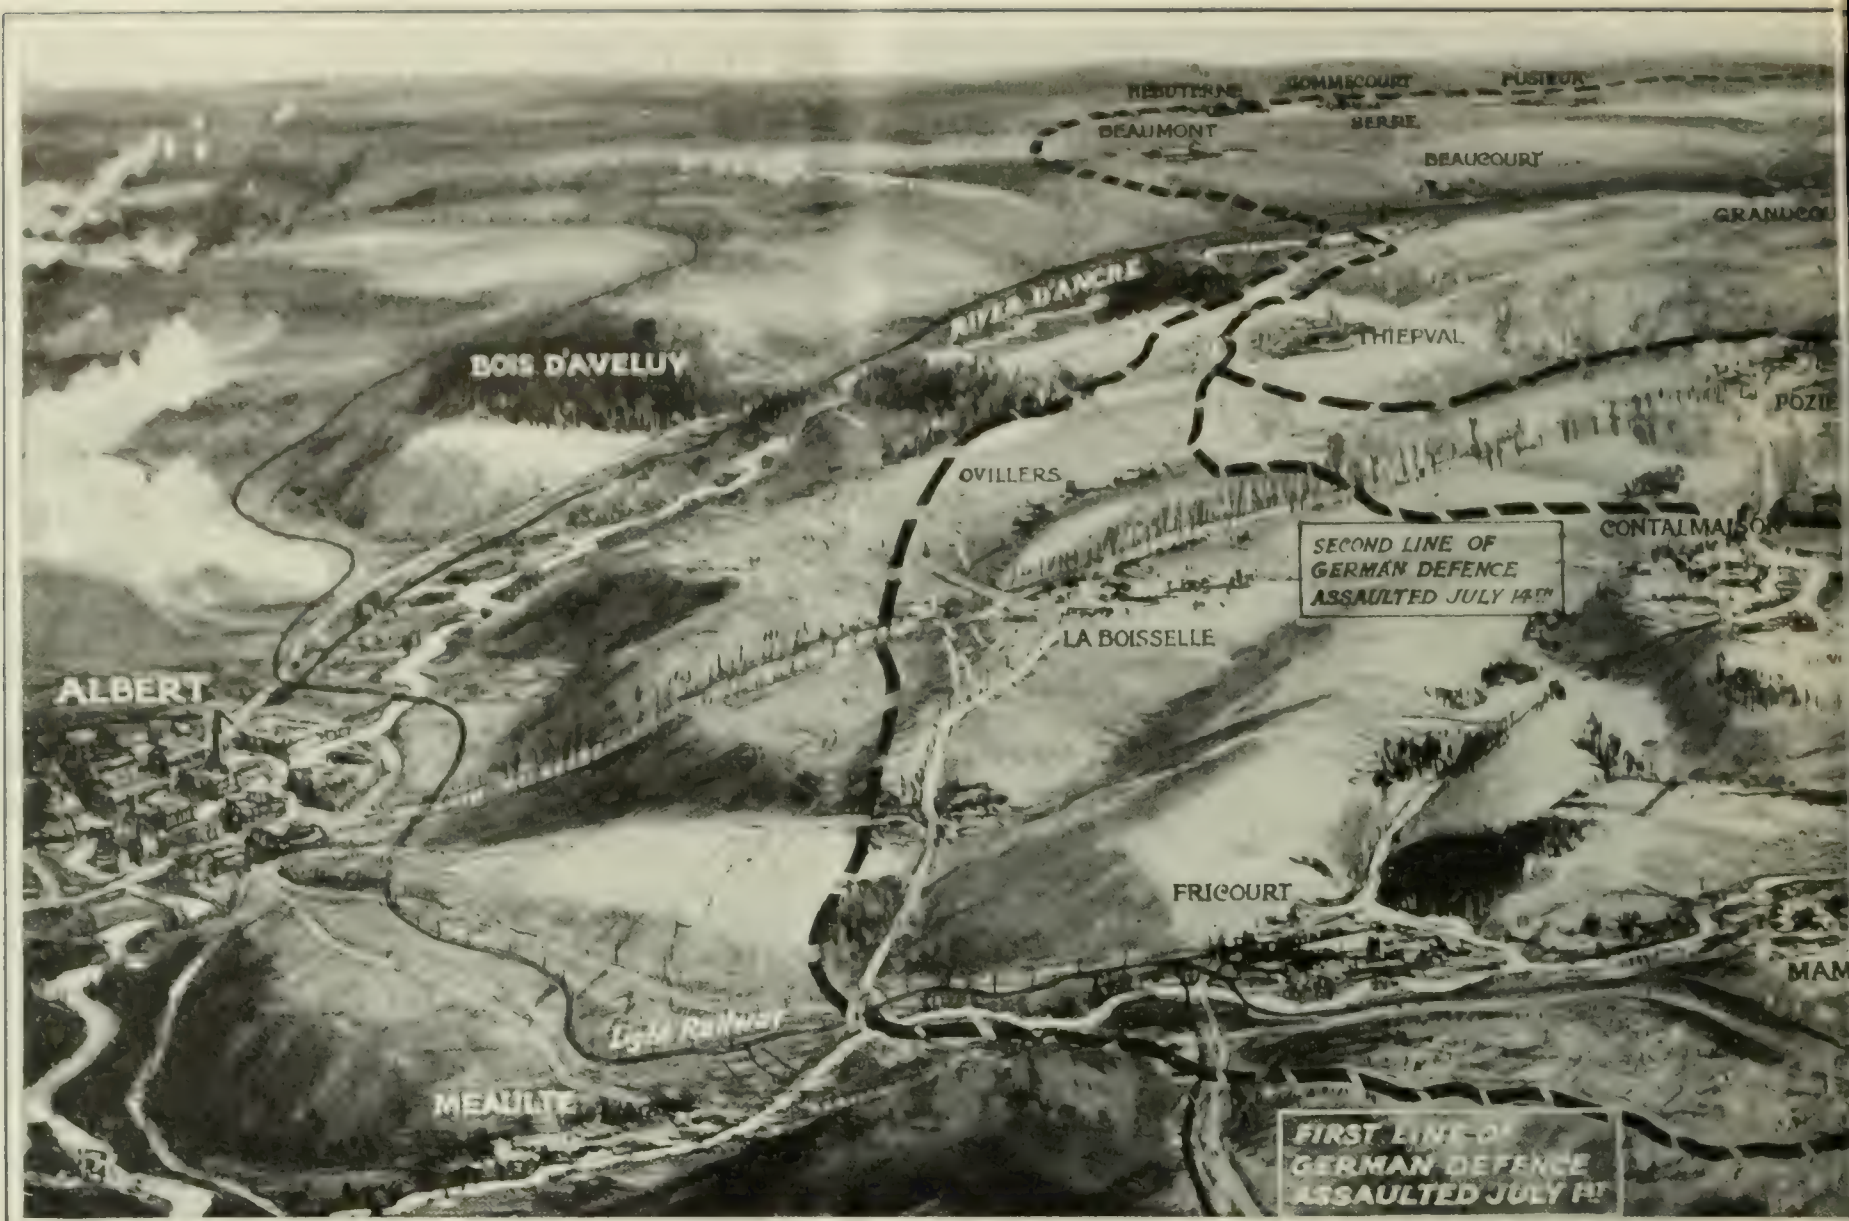 HEBUTERNE
GOMMECOURT
PUSIEUX
BEAUMONT
SERRE
BEAUCOURT
GRANDCOU
RIVER D'ANCRE
THIEPVAL
BOIS D'AVELUY
POZIE
OVILLERS
CONTALMAISON
SECOND LINE OF
GERMAN DEFENCE
ASSAULTED JULY 14TH
LA BOISSELLE
ALBERT
FRICOURT
MAM
Light Railway
MEAULTE
FIRST LINE OF
GERMAN DEFENCE
ASSAULTED JULY 1ST